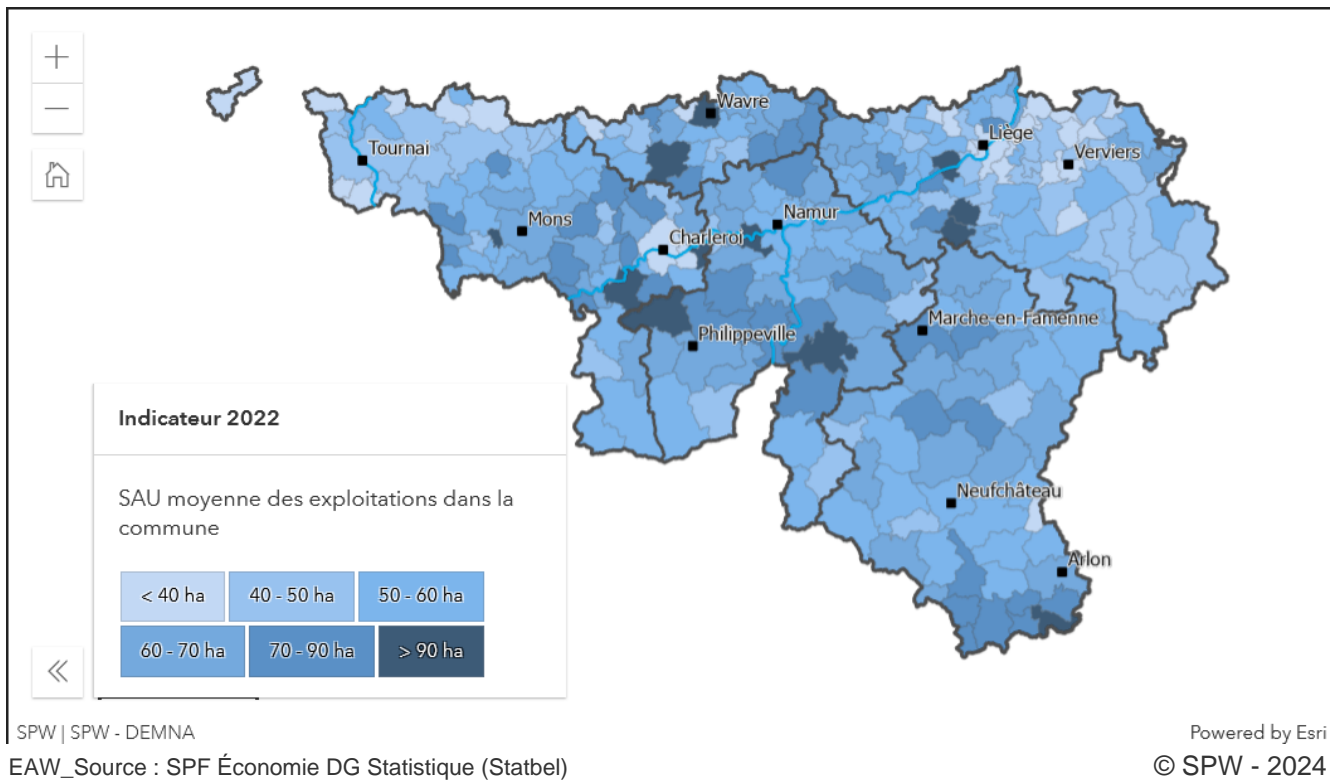 +
−
Wavre
Liège
Verviers
Tournai
Namur
Mons
Charleroi
Marche-en-Famenne
Philippeville
Indicateur 2022
SAU moyenne des exploitations dans la
commune
< 40 ha 40 - 50 ha 50 - 60 ha
60 - 70 ha 70 - 90 ha > 90 ha
Neufchâteau
Arlon
SPW | SPW - DEMNA
Powered by Esri
EAW_Source : SPF Économie DG Statistique (Statbel)
© SPW - 2024